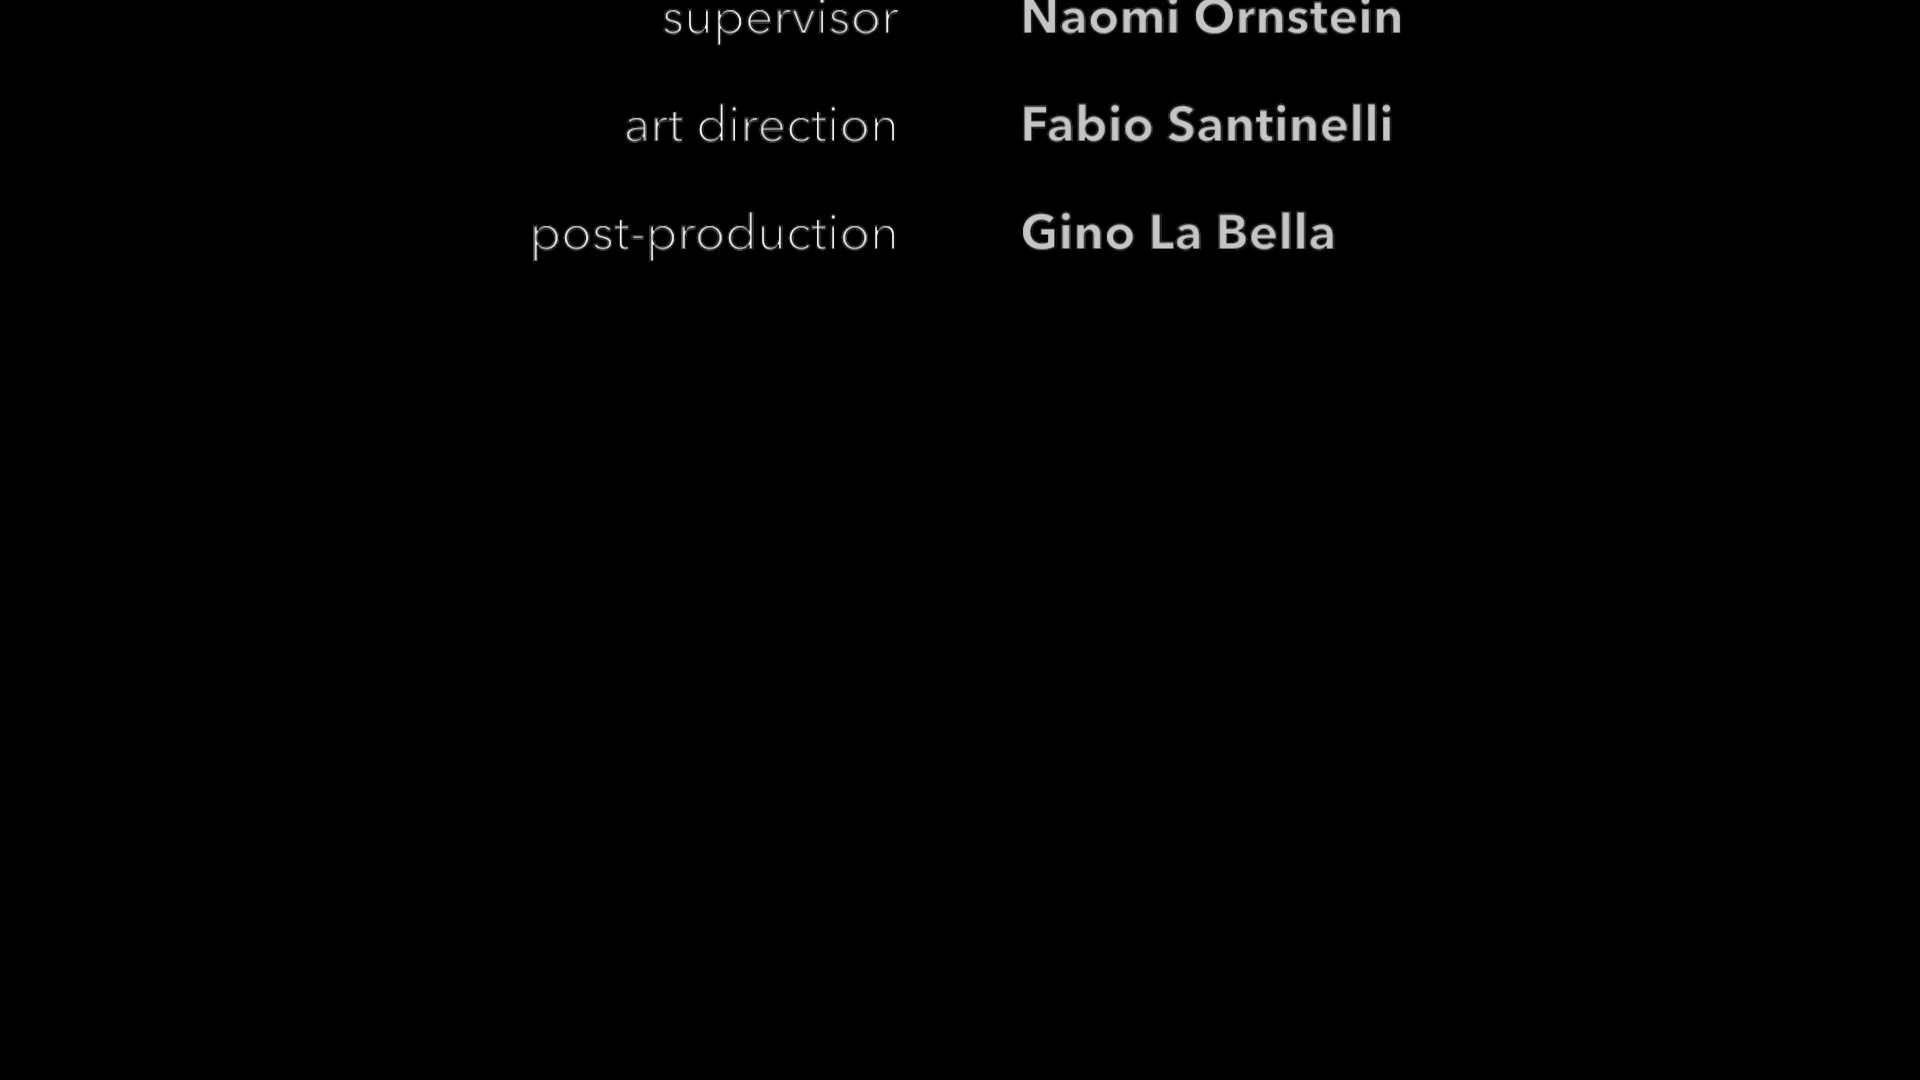 supervisor Naomi Ornstein
art direction Fabio Santinelli
post-production Gino La Bella